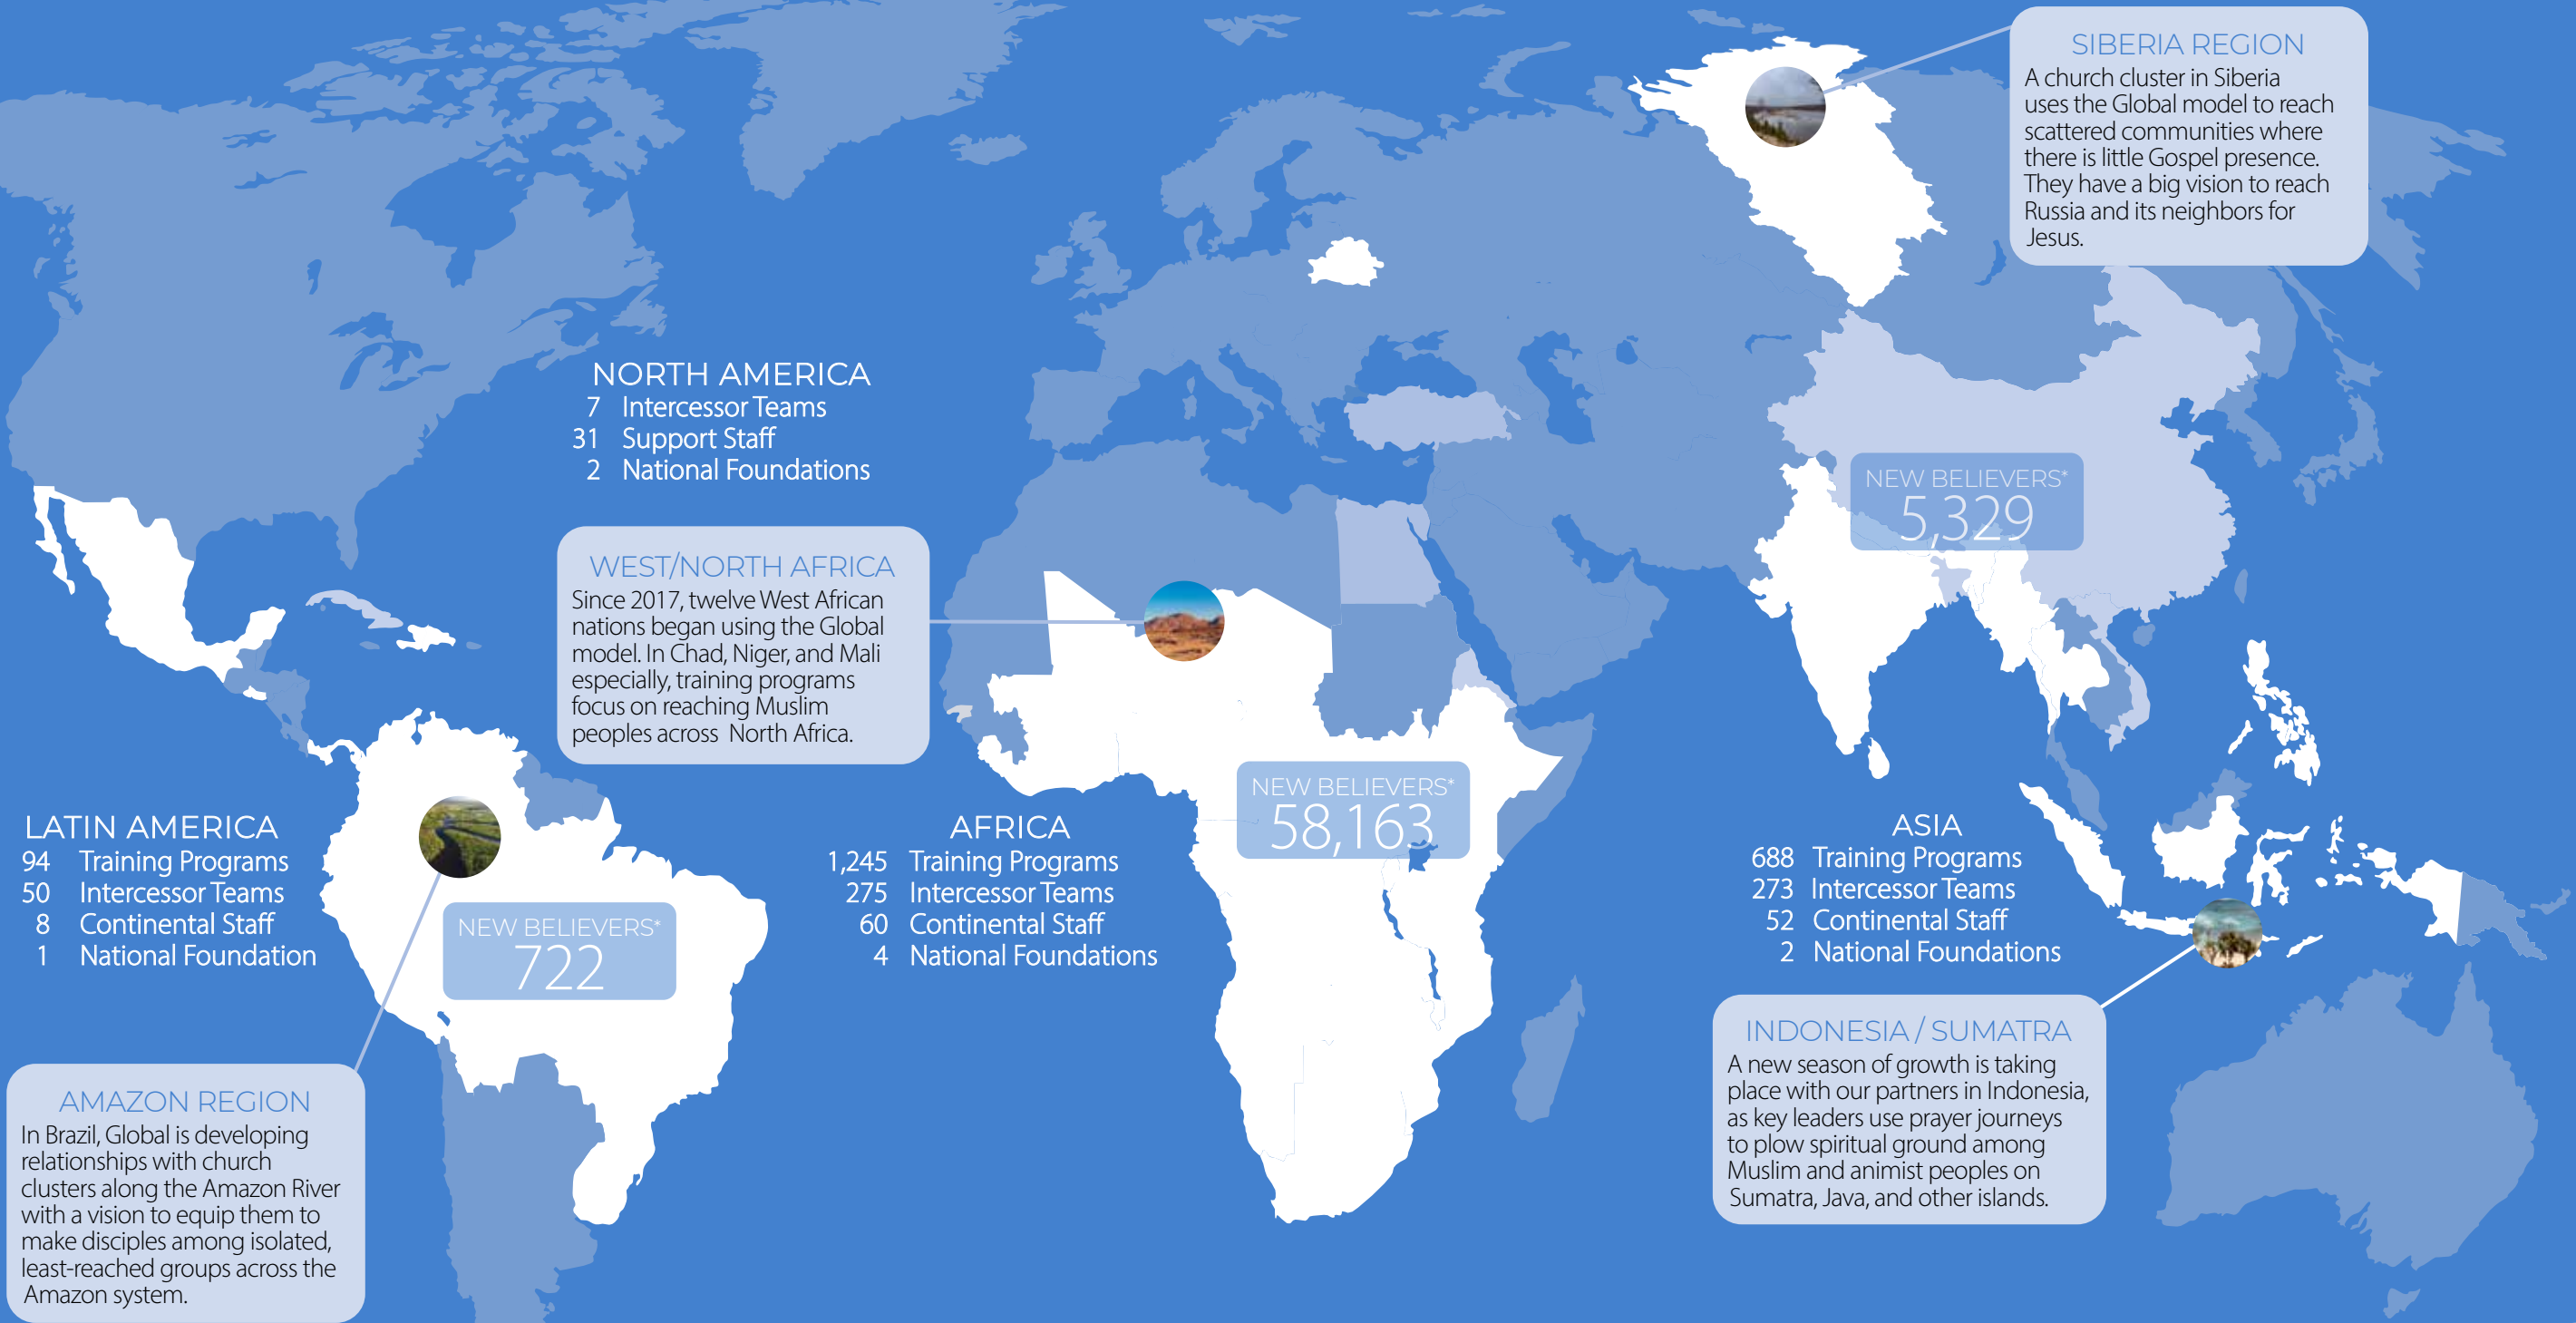 SIBERIA REGION
A church cluster in Siberia
uses the Global model to reach
scattered communities where
there is little Gospel presence.
They have a big vision to reach
Russia and its neighbors for
Jesus.
NORTH AMERICA
7 Intercessor Teams
31 Support Staff
2 National Foundations
NEW BELIEVERS*
5,329
WEST/NORTH AFRICA
Since 2017, twelve West African
nations began using the Global
model. In Chad, Niger, and Mali
especially, training programs
focus on reaching Muslim
peoples across North Africa.
NEW BELIEVERS*
58,163
LATIN AMERICA
94 Training Programs
50 Intercessor Teams
8 Continental Staff
1 National Foundation
NEW BELIEVERS*
722
AFRICA
1,245 Training Programs
275 Intercessor Teams
60 Continental Staff
4 National Foundations
ASIA
688 Training Programs
273 Intercessor Teams
52 Continental Staff
2 National Foundations
INDONESIA / SUMATRA
A new season of growth is taking
place with our partners in Indonesia,
as key leaders use prayer journeys
to plow spiritual ground among
Muslim and animist peoples on
Sumatra, Java, and other islands.
AMAZON REGION
In Brazil, Global is developing
relationships with church
clusters along the Amazon River
with a vision to equip them to
make disciples among isolated,
least-reached groups across the
Amazon system.